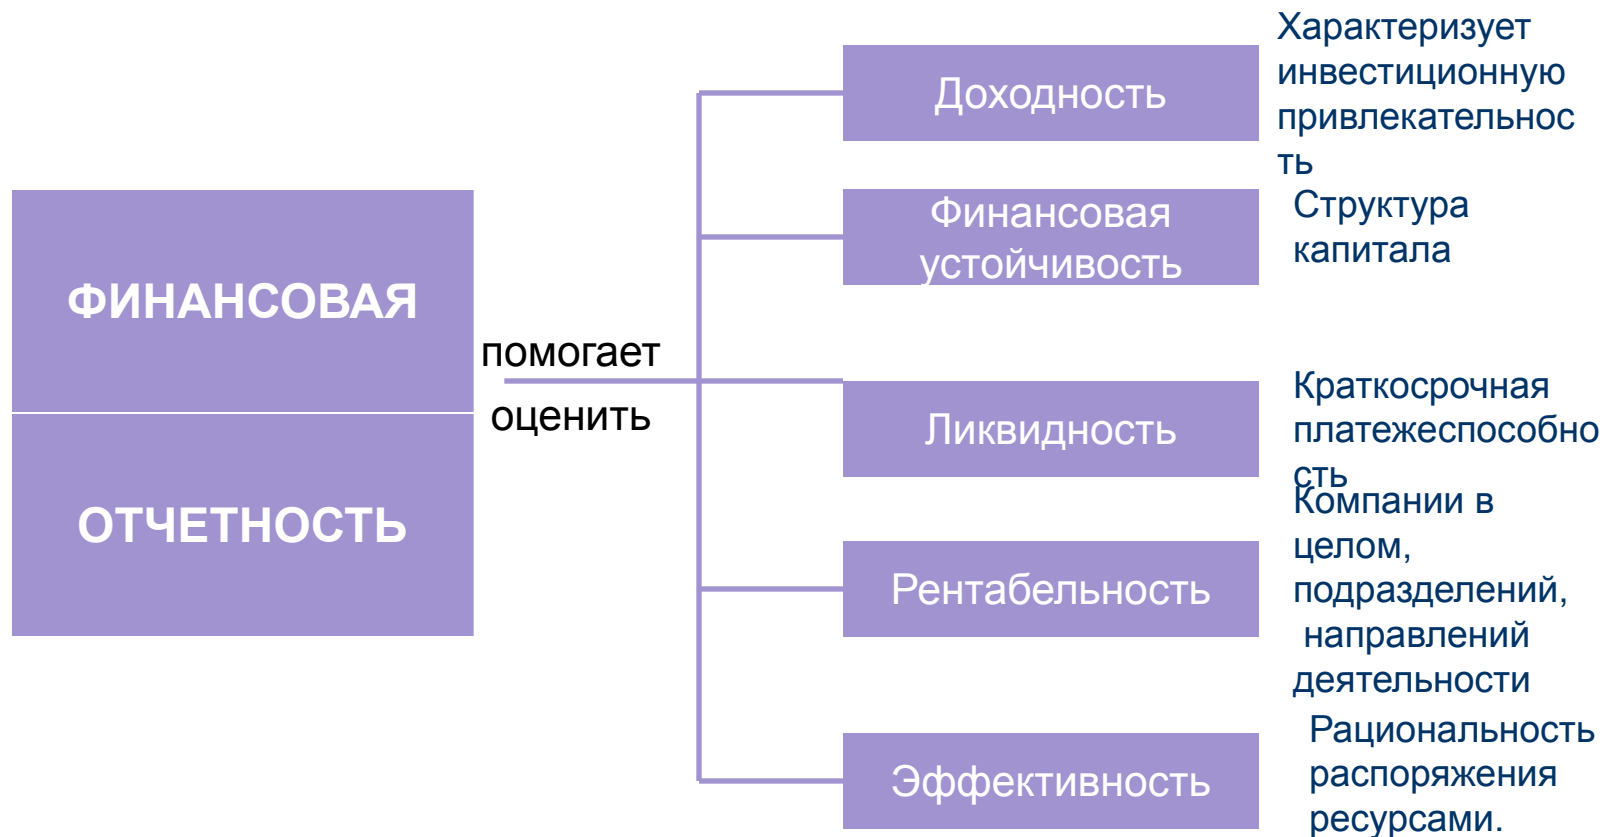 ФИНАНСОВАЯ
ОТЧЕТНОСТЬ
помогает
оценить
Доходность
Характеризует
инвестиционную
привлекательнос
ть
Финансовая
устойчивость
Структура
капитала
Ликвидность
Краткосрочная
платежеспособно
сть
Рентабельность
Компании в
целом,
подразделений,
направлений
деятельности
Эффективность
Рациональность
распоряжения
ресурсами.